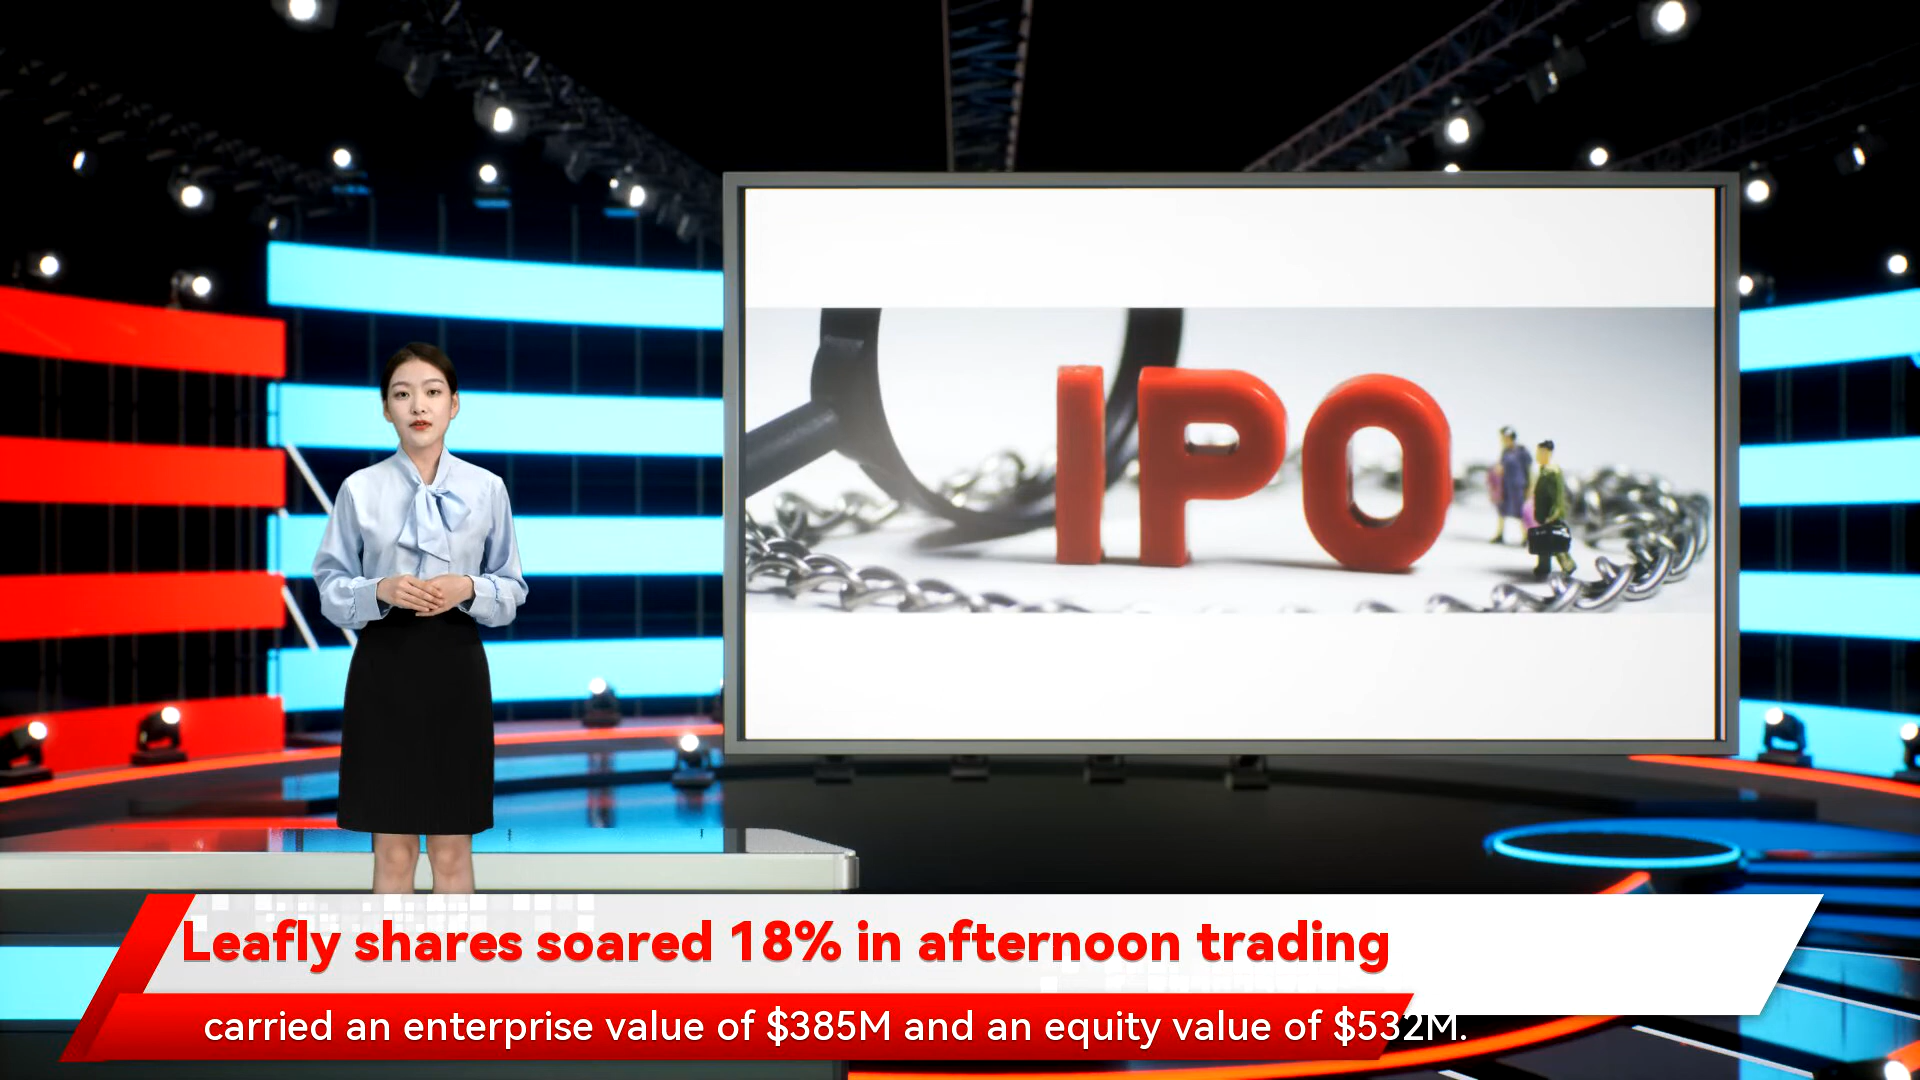 IPO
Leafly shares soared 18% in afternoon trading
carried an enterprise value of $385M and an equity value of $532M.